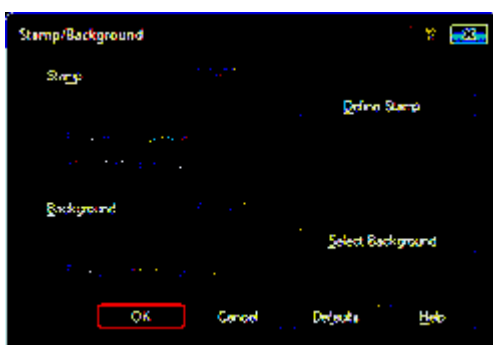 Stamp/Background
Stamp
Define Stamp
Background
Select Background
OK Cancel Defaults Help